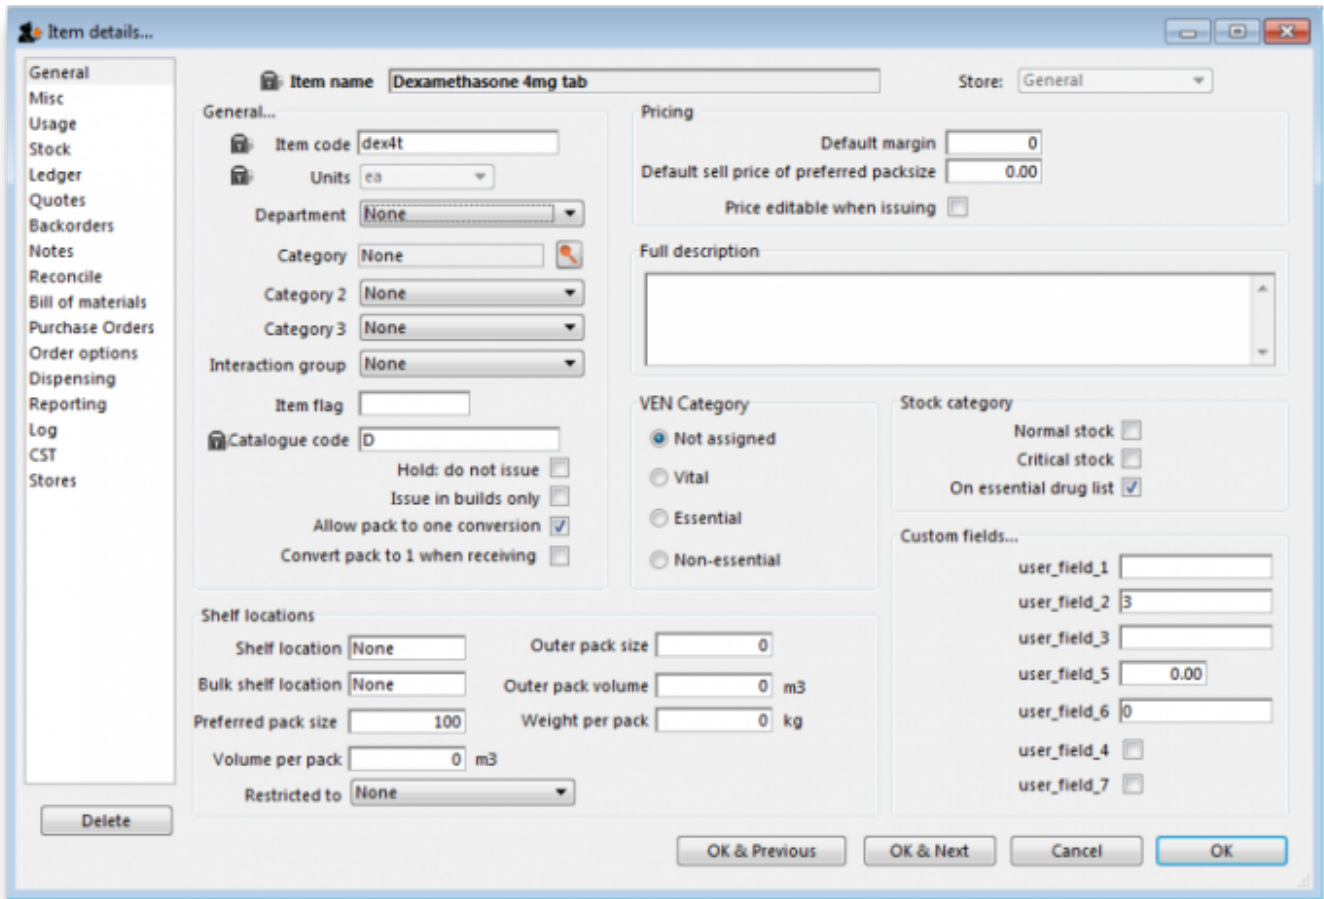 Item details...
General
Misc
Usage
Stock
Ledger
Quotes
Backorders
Notes
Reconcile
Bill of materials
Purchase Orders
Order options
Dispensing
Reporting
Log
CST
Stores
Delete
Item name Dexamethasone 4mg tab
Store: General
General...
Item code dex4t
Units ea
Department None
Category None
Category 2 None
Category 3 None
Interaction group None
Item flag
Catalogue code D
Hold: do not issue
Issue in builds only
Allow pack to one conversion
Convert pack to 1 when receiving
Pricing
Default margin 0
Default sell price of preferred packsize 0.00
Price editable when issuing
Full description
VEN Category
Not assigned
Vital
Essential
Non-essential
Stock category
Normal stock
Critical stock
On essential drug list
Custom fields...
user_field_1
user_field_2 3
user_field_3
user_field_5 0.00
user_field_6 0
user_field_4
user_field_7
Shelf locations
Shelf location None
Bulk shelf location None
Preferred pack size 100
Volume per pack 0 m3
Restricted to None
Outer pack size 0
Outer pack volume 0 m3
Weight per pack 0 kg
OK & Previous
OK & Next
Cancel
OK